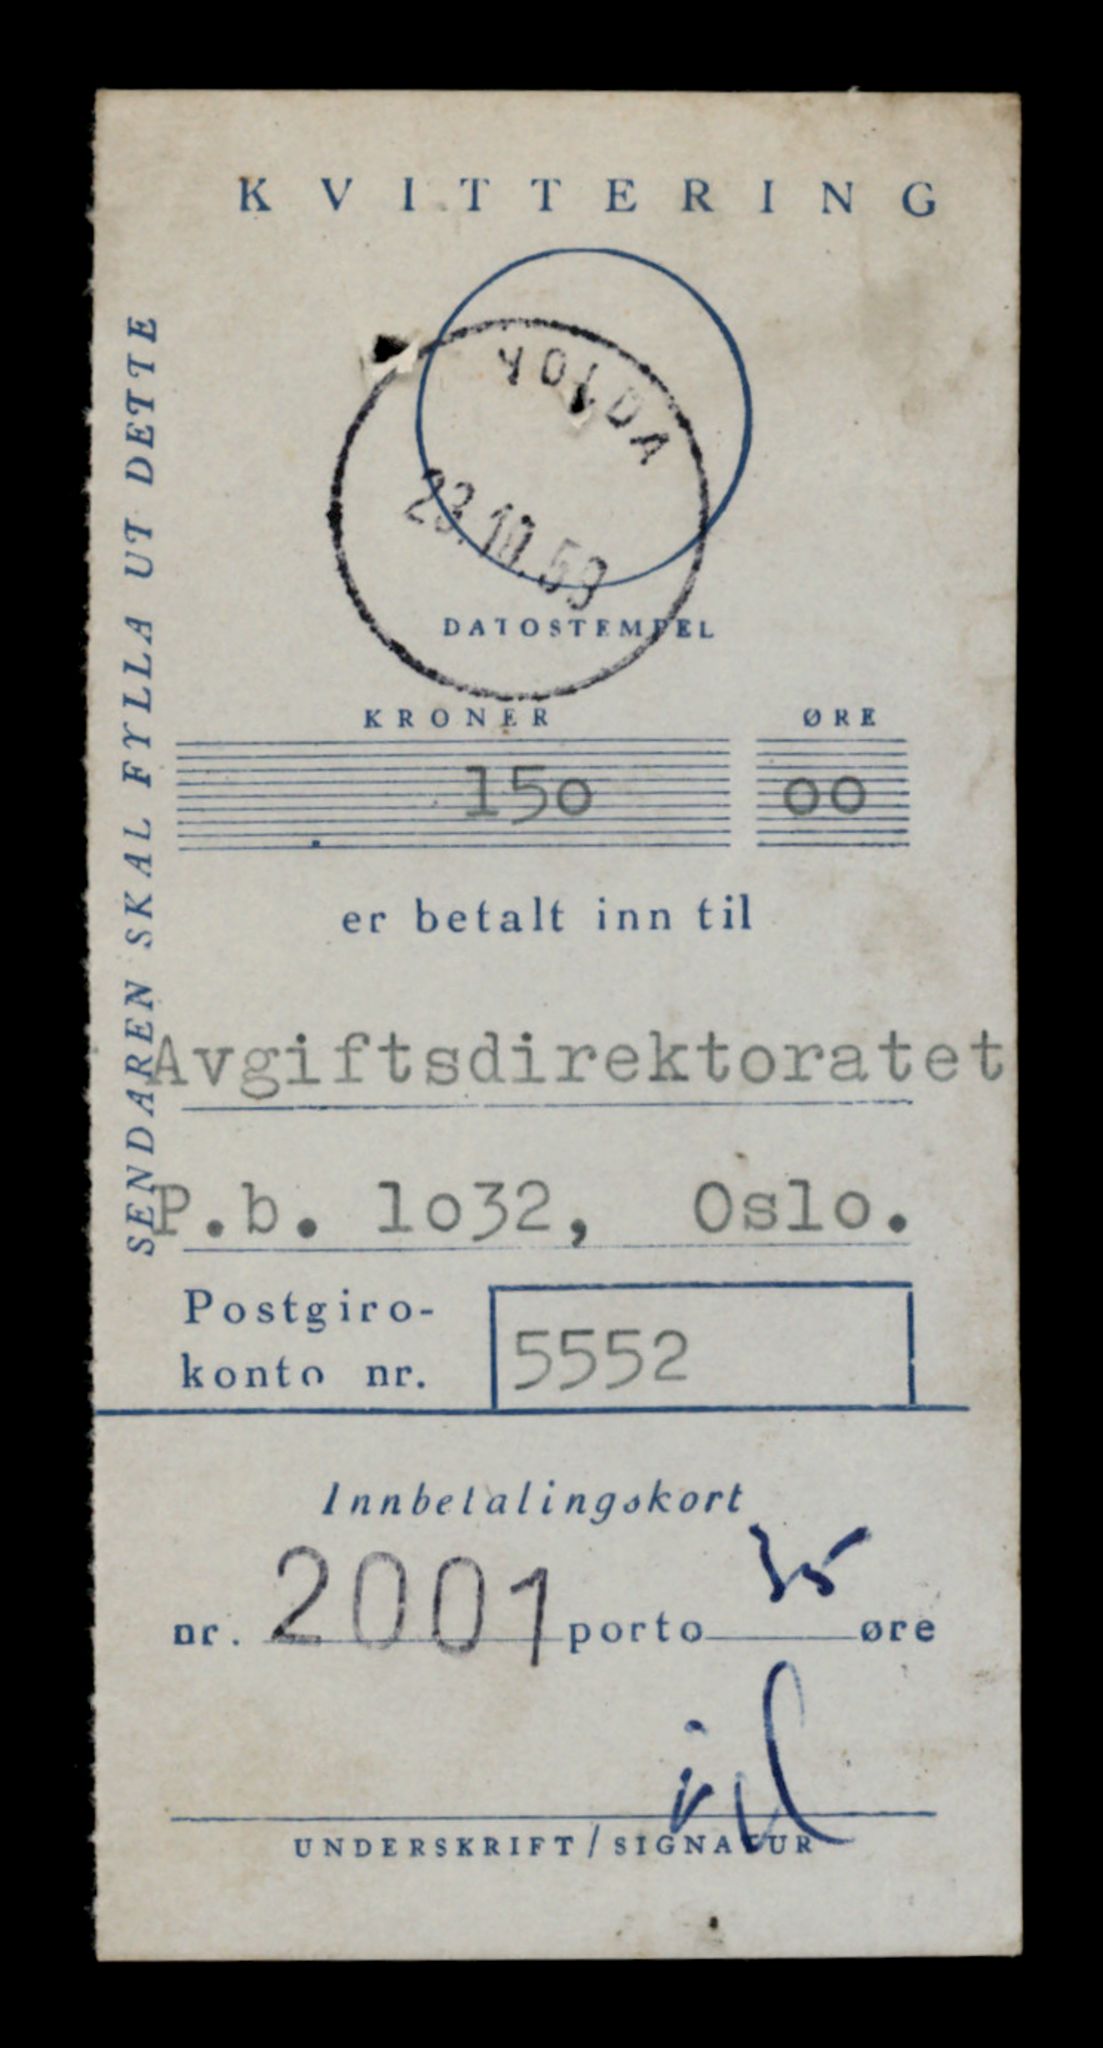 KVITTERING
SENDAREN SKAL FYLLA UT DETTE
VOLDA
23.10.59
DATOSTEMPEL
KRONER ØRE
15o oo
er betalt inn til
Avgiftsdirektoratet
P.b. lo32, Oslo.
Postgiro-
konto nr. 5552
Innbetalingskort
nr. 2001 porto 35 øre
UNDERSKRIFT/SIGNATUR